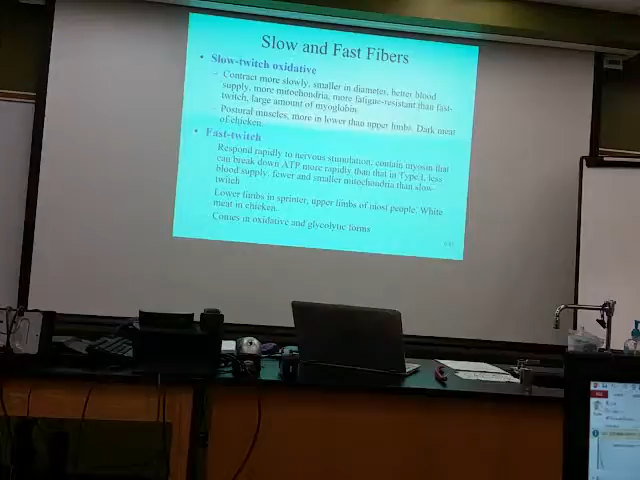 Slow and Fast Fibers
• Slow-twitch oxidative
– Contract more slowly, smaller in diameter, better blood
supply, more mitochondria, more fatigue-resistant than fast-
twitch, large amount of myoglobin.
– Postural muscles, more in lower than upper limbs. Dark meat
of chicken.
• Fast-twitch
Respond rapidly to nervous stimulation, contain myosin that
can break down ATP more rapidly than that in Type I, less
blood supply, fewer and smaller mitochondria than slow-
twitch
Lower limbs in sprinter, upper limbs of most people. White
meat in chicken.
Comes in oxidative and glycolytic forms